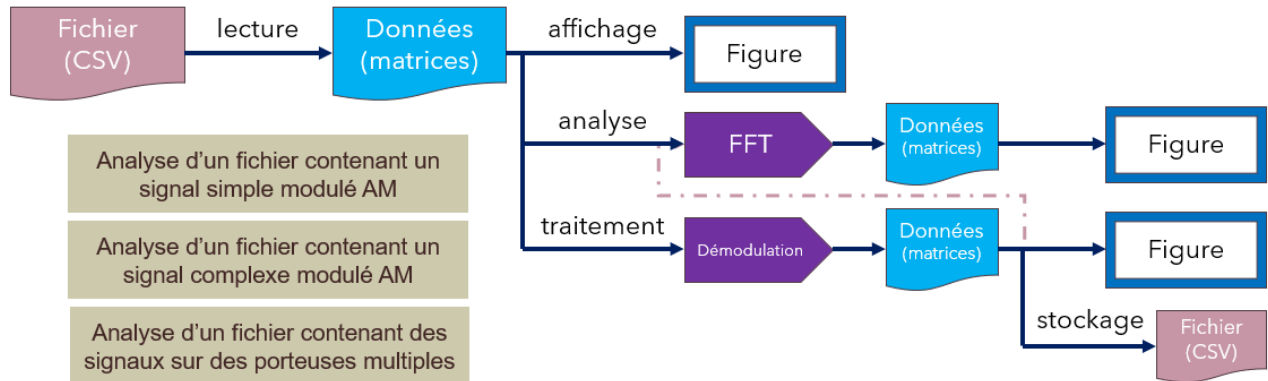 Fichier
(CSV)
lecture
Données
(matrices)
affichage
Figure
analyse
FFT
Données
(matrices)
Figure
traitement
Démodulation
Données
(matrices)
Figure
stockage
Fichier
(CSV)
Analyse d'un fichier contenant un
signal simple modulé AM
Analyse d'un fichier contenant un
signal complexe modulé AM
Analyse d'un fichier contenant des
signaux sur des porteuses multiples